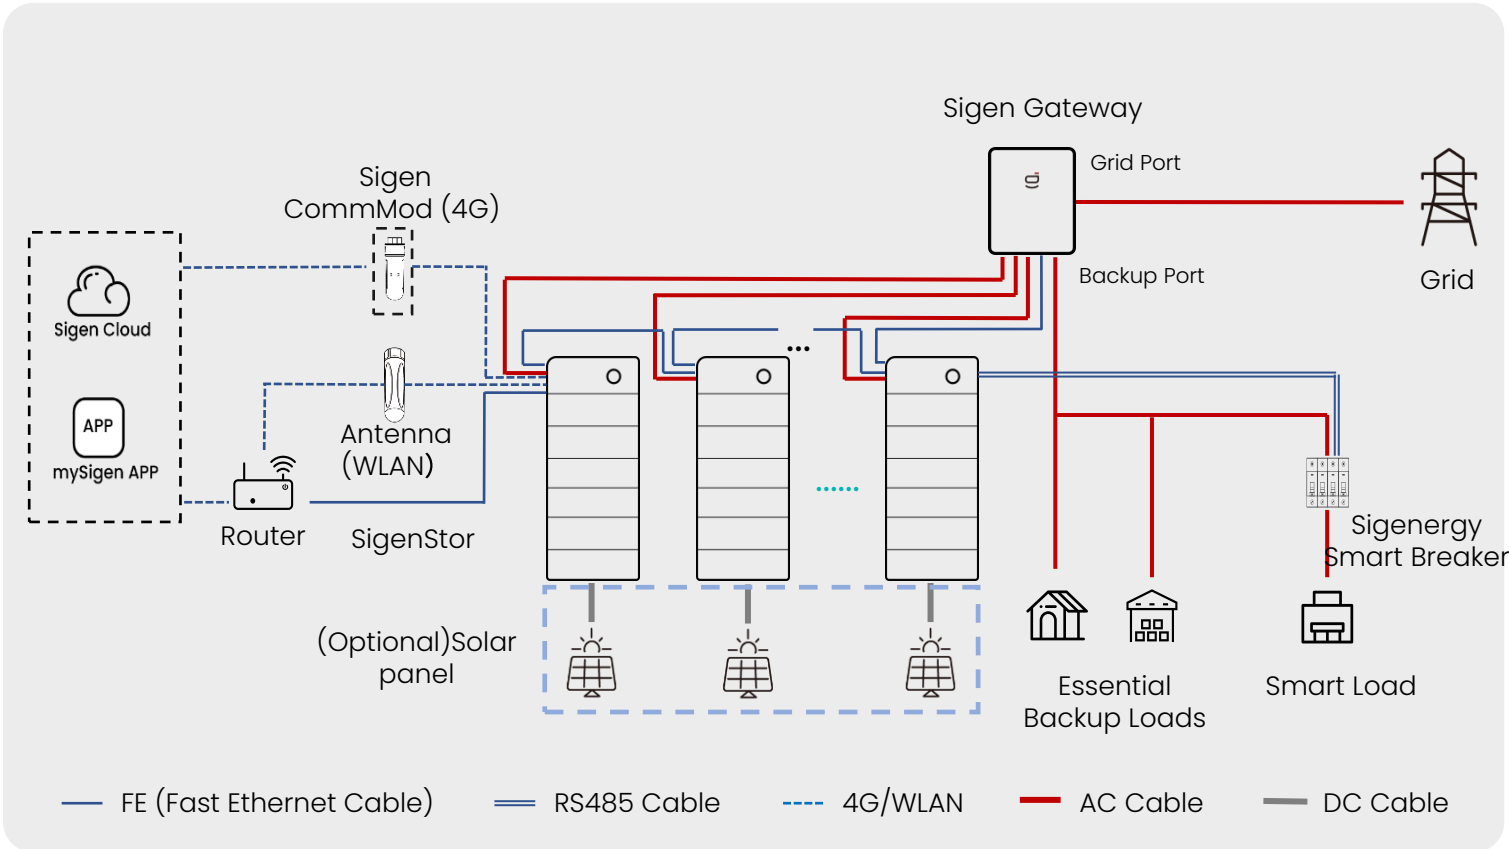 Sigen Gateway
Grid Port
Sigen
CommMod (4G)
Backup Port
Grid
Sigen Cloud
APP
mySigen APP
Antenna
(WLAN)
Router
SigenStor
Sigenergy
Smart Breaker
(Optional)Solar
panel
Essential
Backup Loads
Smart Load
FE (Fast Ethernet Cable)
RS485 Cable
4G/WLAN
AC Cable
DC Cable